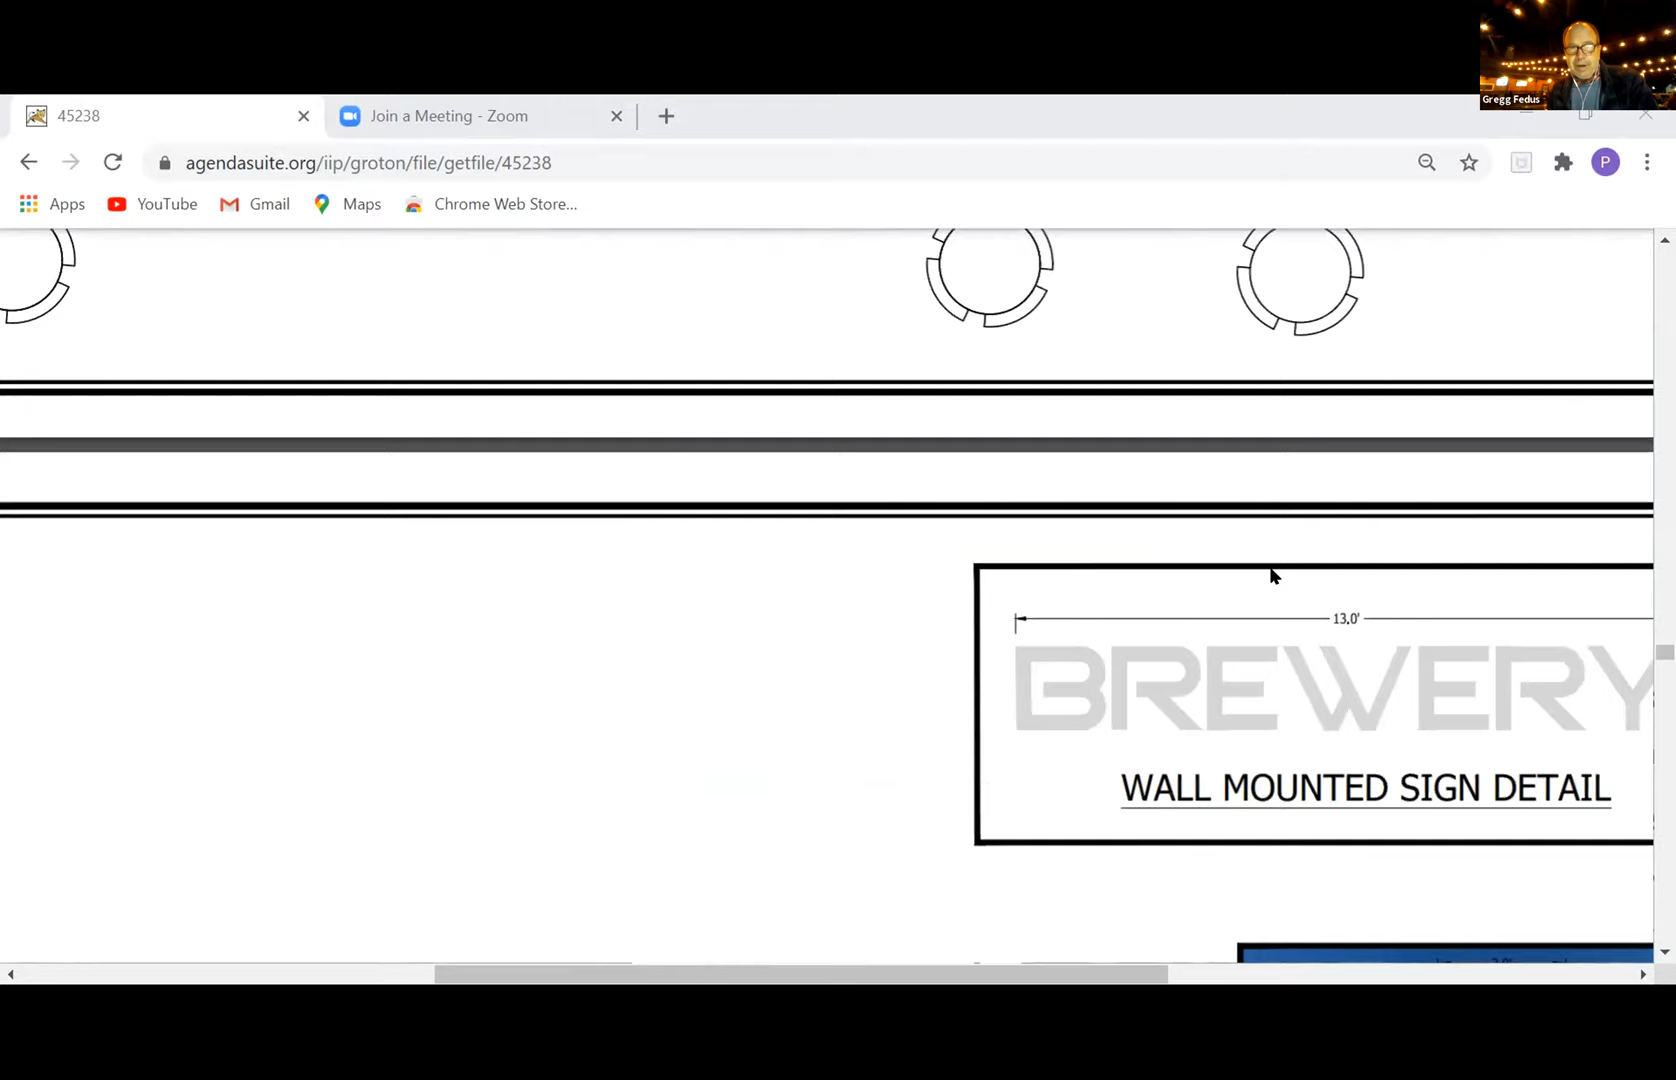 Gregg Fedus
45238
Join a Meeting - Zoom
agendasuite.org/iip/groton/file/getfile/45238
P
Apps
YouTube
Gmail
Maps
Chrome Web Store...
13.0'
BREWERY
WALL MOUNTED SIGN DETAIL